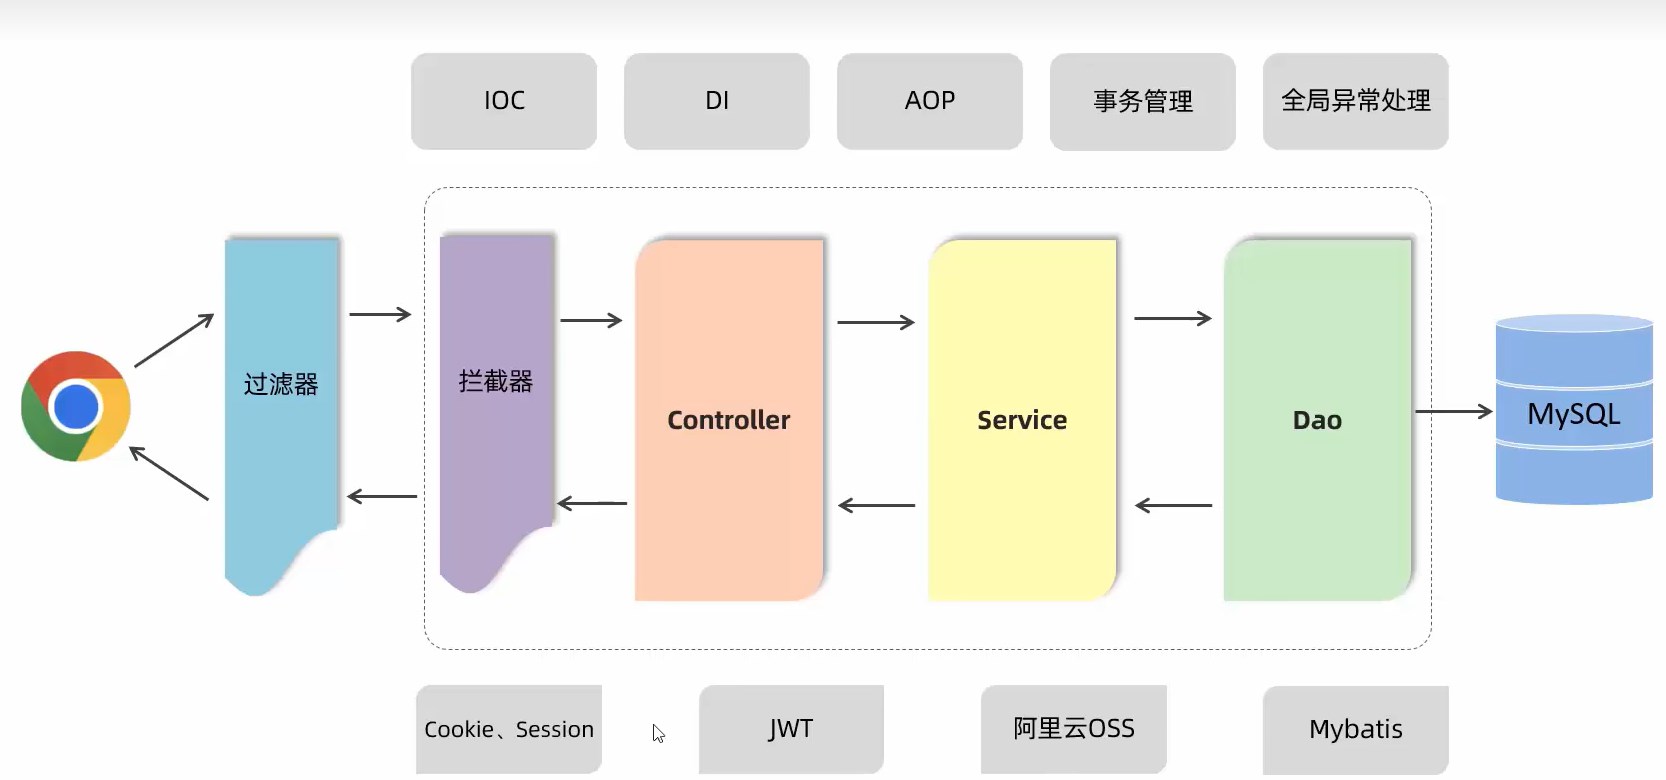 IOC
DI
AOP
事务管理
全局异常处理
过滤器
拦截器
Controller
Service
Dao
MySQL
Cookie、Session
JWT
阿里云OSS
Mybatis